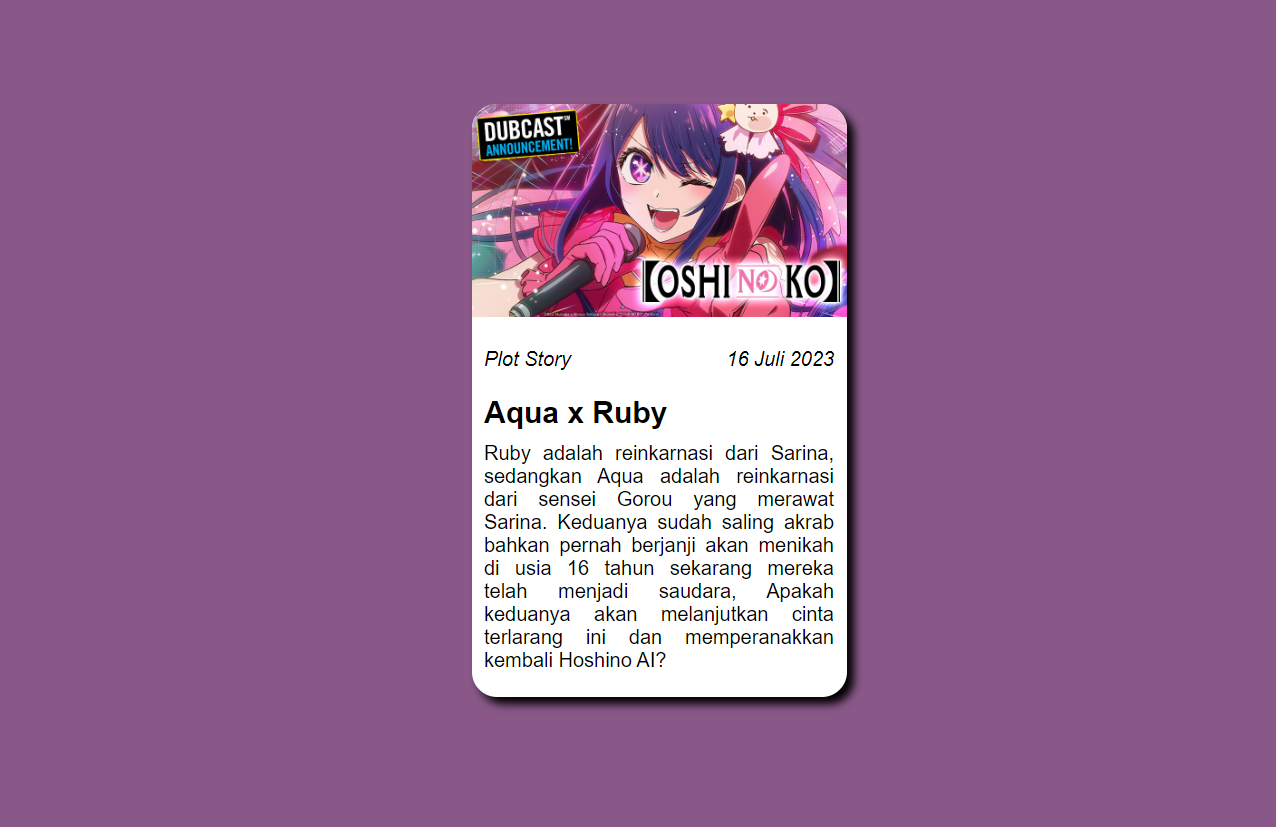 DUBCAST℠
ANNOUNCEMENT!
【OSHI NO KO】
Plot Story 16 Juli 2023
Aqua x Ruby
Ruby adalah reinkarnasi dari Sarina,
sedangkan Aqua adalah reinkarnasi
dari sensei Gorou yang merawat
Sarina. Keduanya sudah saling akrab
bahkan pernah berjanji akan menikah
di usia 16 tahun sekarang mereka
telah menjadi saudara, Apakah
keduanya akan melanjutkan cinta
terlarang ini dan memperanakkan
kembali Hoshino AI?